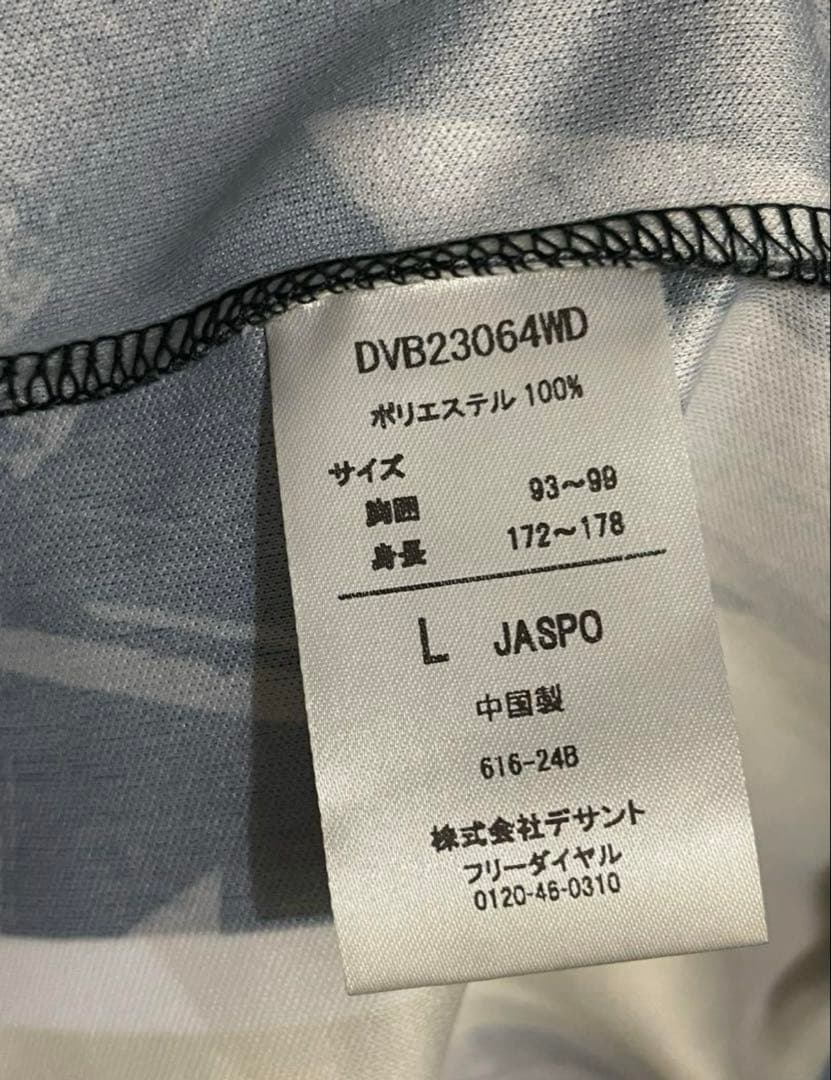 DVB23064WD
ポリエステル 100%
サイズ
胸囲 93～99
身長 172～178
L JASPO
中国製
616-24B
株式会社デサント
フリーダイヤル
0120-46-0310